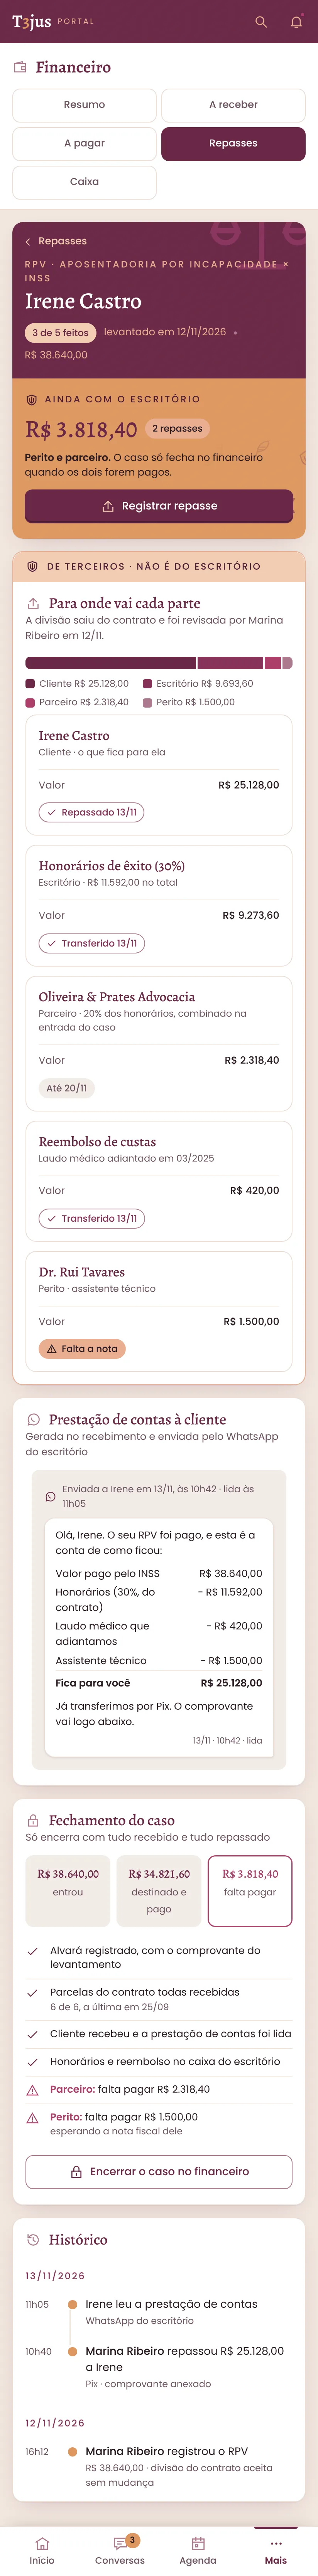 T3jus PORTAL
Financeiro
Resumo
A receber
A pagar
Repasses
Caixa
Repasses
RPV · APOSENTADORIA POR INCAPACIDADE ×
INSS
Irene Castro
3 de 5 feitos
levantado em 12/11/2026
R$ 38.640,00
AINDA COM O ESCRITÓRIO
R$ 3.818,40
2 repasses
Perito e parceiro. O caso só fecha no financeiro
quando os dois forem pagos.
Registrar repasse
DE TERCEIROS · NÃO É DO ESCRITÓRIO
Para onde vai cada parte
A divisão saiu do contrato e foi revisada por Marina
Ribeiro em 12/11.
Cliente R$ 25.128,00
Escritório R$ 9.693,60
Parceiro R$ 2.318,40
Perito R$ 1.500,00
Irene Castro
Cliente · o que fica para ela
Valor
R$ 25.128,00
Repassado 13/11
Honorários de êxito (30%)
Escritório · R$ 11.592,00 no total
Valor
R$ 9.273,60
Transferido 13/11
Oliveira & Prates Advocacia
Parceiro · 20% dos honorários, combinado na
entrada do caso
Valor
R$ 2.318,40
Até 20/11
Reembolso de custas
Laudo médico adiantado em 03/2025
Valor
R$ 420,00
Transferido 13/11
Dr. Rui Tavares
Perito · assistente técnico
Valor
R$ 1.500,00
Falta a nota
Prestação de contas à cliente
Gerada no recebimento e enviada pelo WhatsApp
do escritório
Enviada a Irene em 13/11, às 10h42 · lida às
11h05
Olá, Irene. O seu RPV foi pago, e esta é a
conta de como ficou:
Valor pago pelo INSS
R$ 38.640,00
Honorários (30%, do
contrato)
- R$ 11.592,00
Laudo médico que
adiantamos
- R$ 420,00
Assistente técnico
- R$ 1.500,00
Fica para você
R$ 25.128,00
Já transferimos por Pix. O comprovante
vai logo abaixo.
13/11 · 10h42 · lida
Fechamento do caso
Só encerra com tudo recebido e tudo repassado
R$ 38.640,00
entrou
R$ 34.821,60
destinado e
pago
R$ 3.818,40
falta pagar
Alvará registrado, com o comprovante do
levantamento
Parcelas do contrato todas recebidas
6 de 6, a última em 25/09
Cliente recebeu e a prestação de contas foi lida
Honorários e reembolso no caixa do escritório
Parceiro: falta pagar R$ 2.318,40
Perito: falta pagar R$ 1.500,00
esperando a nota fiscal dele
Encerrar o caso no financeiro
Histórico
13/11/2026
11h05
Irene leu a prestação de contas
WhatsApp do escritório
10h40
Marina Ribeiro repassou R$ 25.128,00
a Irene
Pix · comprovante anexado
12/11/2026
16h12
Marina Ribeiro registrou o RPV
R$ 38.640,00 · divisão do contrato aceita
sem mudança
3
Início
Conversas
Agenda
Mais